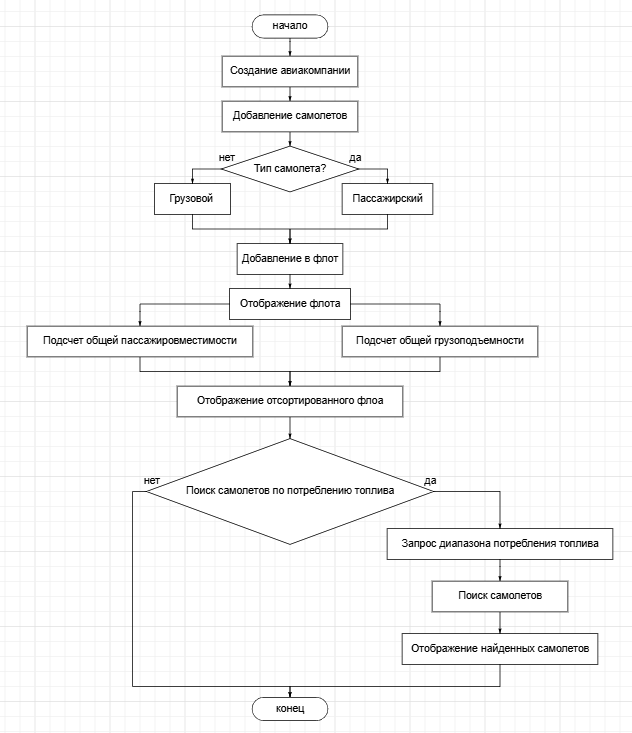 начало
Создание авиакомпании
Добавление самолетов
нет
да
Тип самолета?
Грузовой
Пассажирский
Добавление в флот
Отображение флота
Подсчет общей пассажировместимости
Подсчет общей грузоподъемности
Отображение отсортированного флоа
нет
да
Поиск самолетов по потреблению топлива
Запрос диапазона потребления топлива
Поиск самолетов
Отображение найденных самолетов
конец